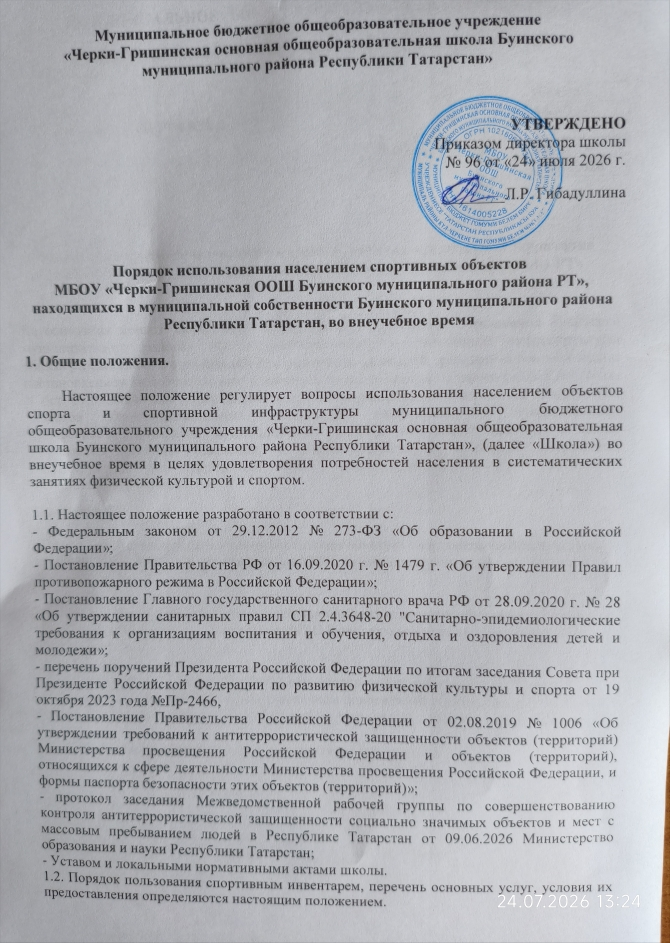 Муниципальное бюджетное общеобразовательное учреждение
«Черки-Гришинская основная общеобразовательная школа Буинского
муниципального района Республики Татарстан»
УТВЕРЖДЕНО
Приказом директора школы
№ 96 от «24» июля 2026 г.
Л.Р. Гибадуллина
Порядок использования населением спортивных объектов
МБОУ «Черки-Гришинская ООШ Буинского муниципального района РТ»,
находящихся в муниципальной собственности Буинского муниципального района
Республики Татарстан, во внеучебное время
1. Общие положения.
Настоящее положение регулирует вопросы использования населением объектов
спорта и спортивной инфраструктуры муниципального бюджетного
общеобразовательного учреждения «Черки-Гришинская основная общеобразовательная
школа Буинского муниципального района Республики Татарстан», (далее «Школа») во
внеучебное время в целях удовлетворения потребностей населения в систематических
занятиях физической культурой и спортом.
1.1. Настоящее положение разработано в соответствии с:
- Федеральным законом от 29.12.2012 № 273-ФЗ «Об образовании в Российской
Федерации»;
- Постановление Правительства РФ от 16.09.2020 г. № 1479 г. «Об утверждении Правил
противопожарного режима в Российской Федерации»;
- Постановление Главного государственного санитарного врача РФ от 28.09.2020 г. № 28
«Об утверждении санитарных правил СП 2.4.3648-20 "Санитарно-эпидемиологические
требования к организациям воспитания и обучения, отдыха и оздоровления детей и
молодежи»;
- перечень поручений Президента Российской Федерации по итогам заседания Совета при
Президенте Российской Федерации по развитию физической культуры и спорта от 19
октября 2023 года №Пр-2466,
- Постановление Правительства Российской Федерации от 02.08.2019 № 1006 «Об
утверждении требований к антитеррористической защищенности объектов (территорий)
Министерства просвещения Российской Федерации и объектов (территорий),
относящихся к сфере деятельности Министерства просвещения Российской Федерации, и
формы паспорта безопасности этих объектов (территорий)»;
- протокол заседания Межведомственной рабочей группы по совершенствованию
контроля антитеррористической защищенности социально значимых объектов и мест с
массовым пребыванием людей в Республике Татарстан от 09.06.2026 Министерство
образования и науки Республики Татарстан;
- Уставом и локальными нормативными актами школы.
1.2. Порядок пользования спортивным инвентарем, перечень основных услуг, условия их
предоставления определяются настоящим положением.
24.07.2026 13:24